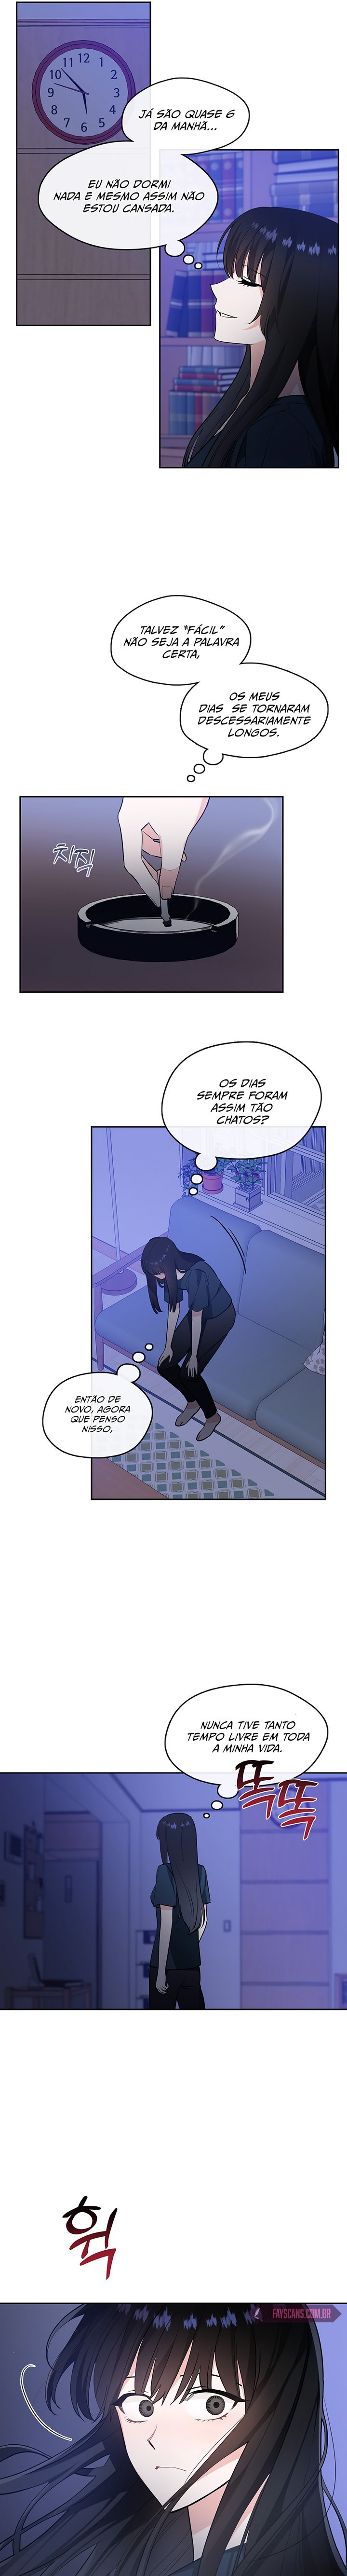 11 12 1
10 2
9 3
8 4
7 6 5
JÁ SÃO QUASE 6
DA MANHÃ...
EU NÃO DORMI
NADA E MESMO ASSIM NÃO
ESTOU CANSADA.
TALVEZ "FÁCIL"
NÃO SEJA A PALAVRA
CERTA,
OS MEUS
DIAS SE TORNARAM
DESCESSARIAMENTE
LONGOS.
치직
OS DIAS
SEMPRE FORAM
ASSIM TÃO
CHATOS?
ENTÃO DE
NOVO, AGORA
QUE PENSO
NISSO,
NUNCA TIVE TANTO
TEMPO LIVRE EM TODA
A MINHA VIDA.
똑똑
휙
FAYSCANS.COM.BR